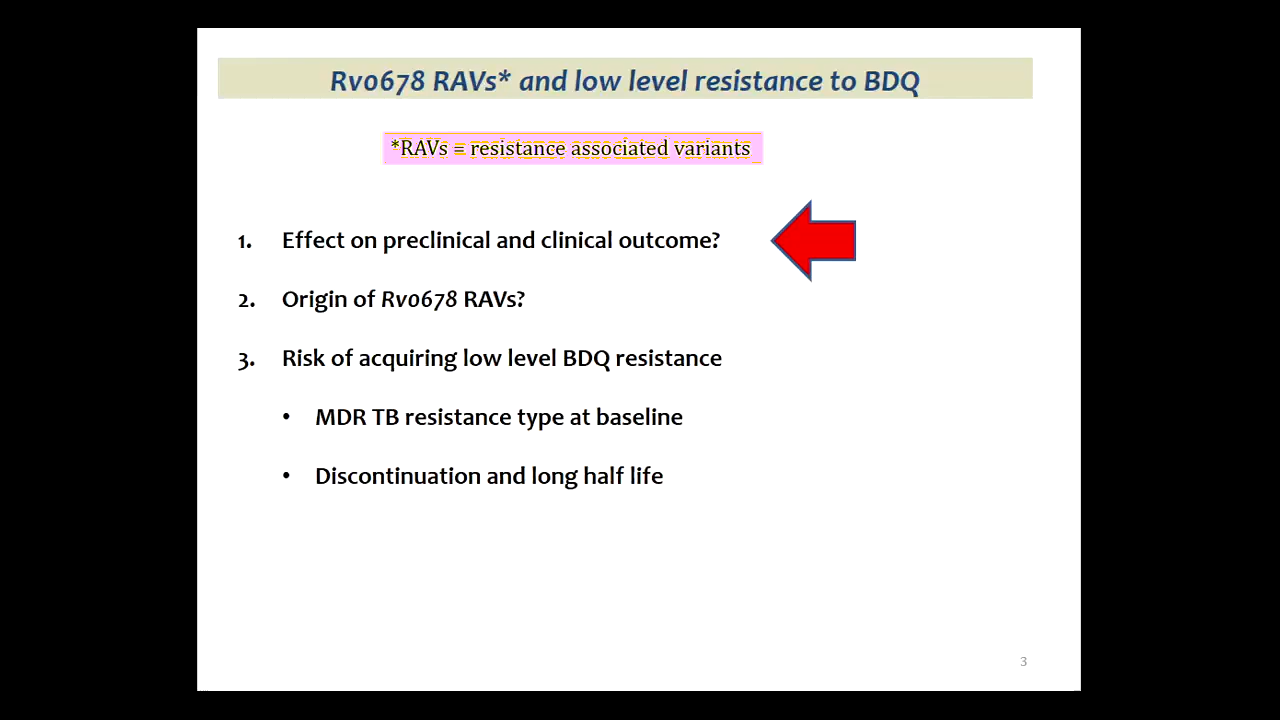 Rv0678 RAVs* and low level resistance to BDQ
*RAVs = resistance associated variants
1. Effect on preclinical and clinical outcome?
2. Origin of Rv0678 RAVs?
3. Risk of acquiring low level BDQ resistance
• MDR TB resistance type at baseline
• Discontinuation and long half life
3